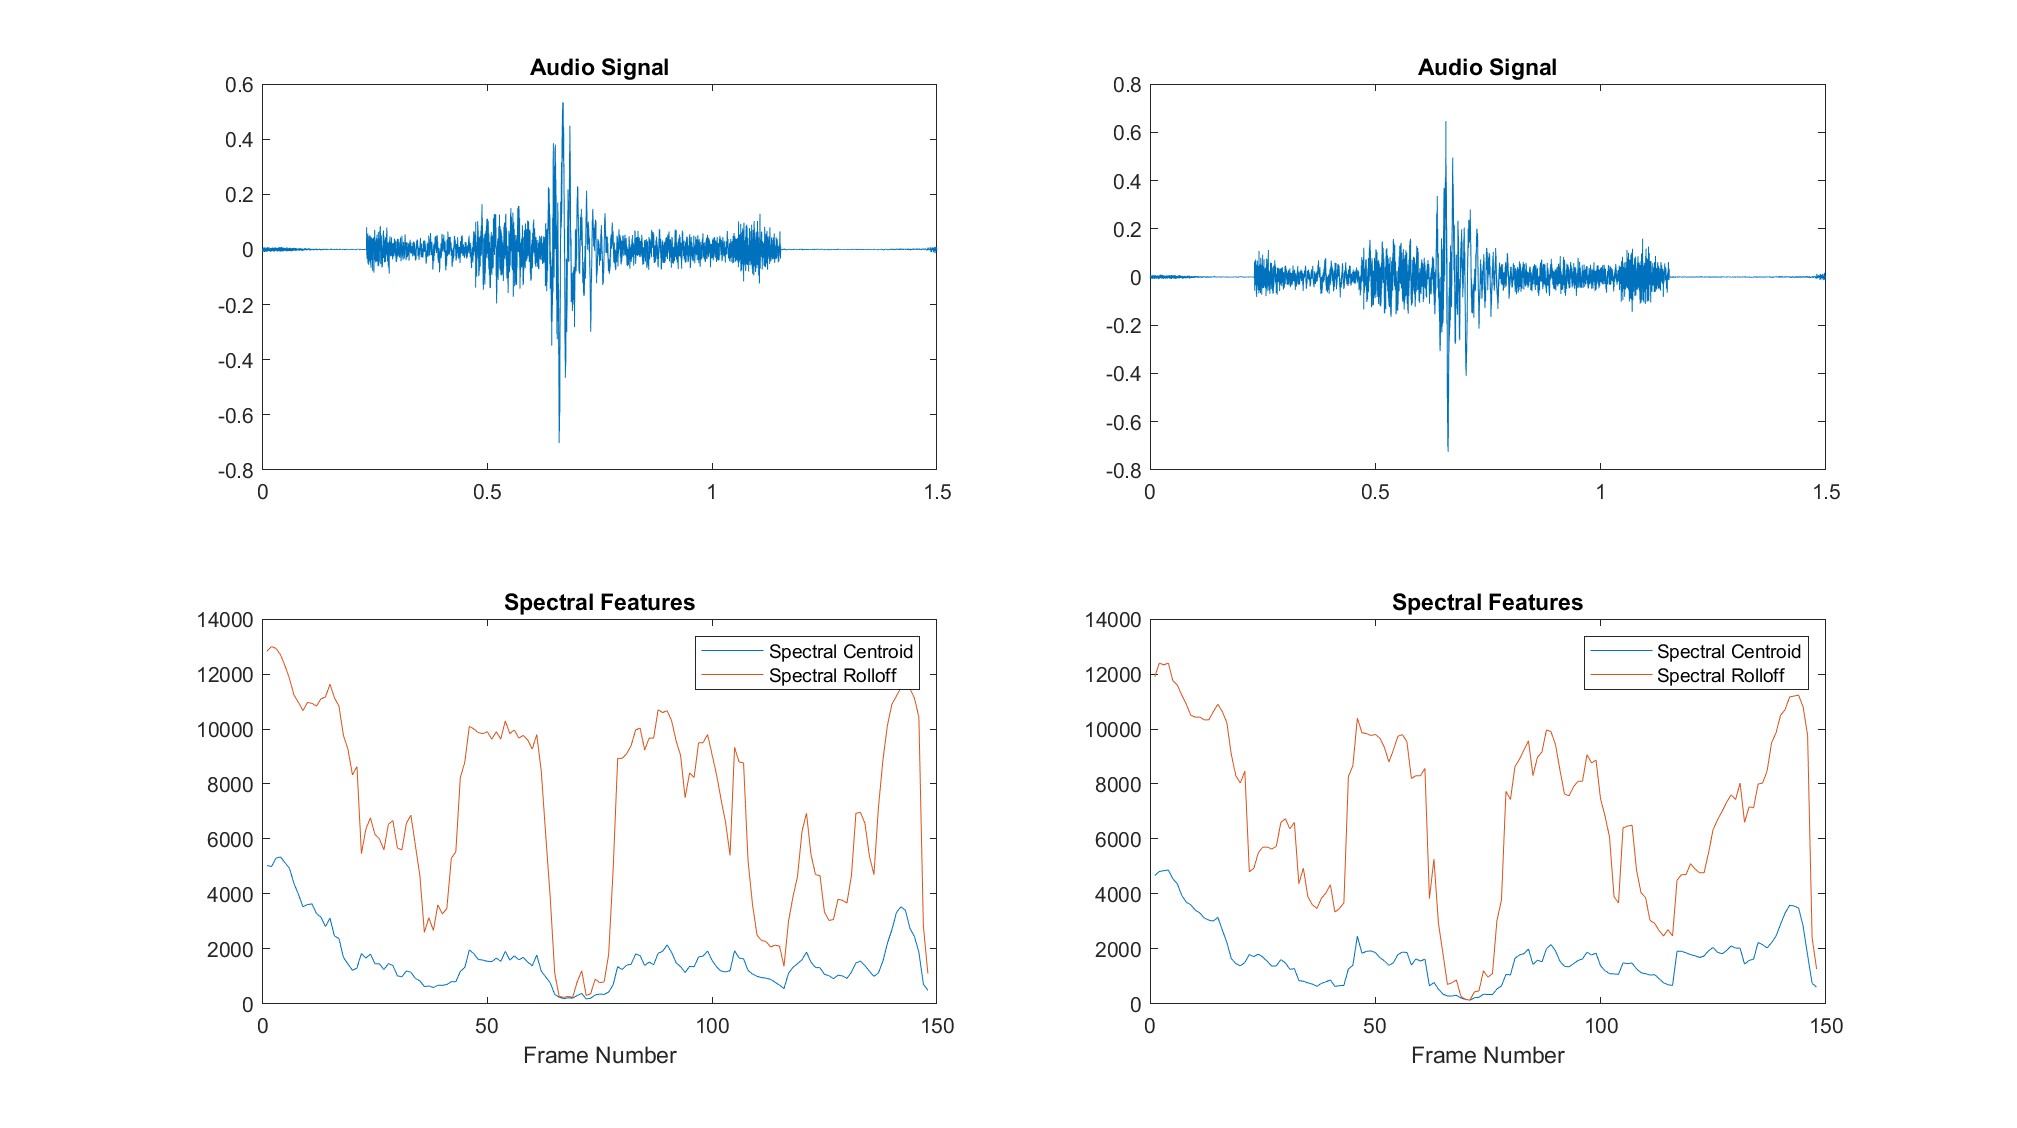 Audio Signal
0.6
0.4
0.2
0
-0.2
-0.4
-0.6
-0.8
0 0.5 1 1.5
Audio Signal
0.8
0.6
0.4
0.2
0
-0.2
-0.4
-0.6
-0.8
0 0.5 1 1.5
Spectral Features
14000
12000
10000
8000
6000
4000
2000
0
Spectral Centroid
Spectral Rolloff
0 50 100 150
Frame Number
Spectral Features
14000
12000
10000
8000
6000
4000
2000
0
Spectral Centroid
Spectral Rolloff
0 50 100 150
Frame Number